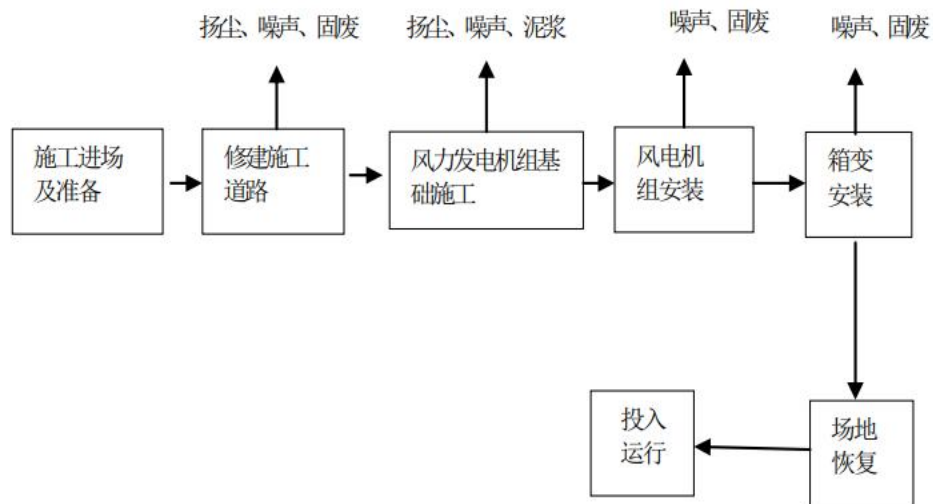 扬尘、噪声、固废
扬尘、噪声、泥浆
噪声、固废
噪声、固废
施工进场
及准备
修建施工
道路
风力发电机组基
础施工
风电机
组安装
箱变
安装
投入
运行
场地
恢复